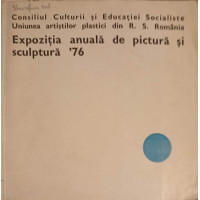 Consiliul Culturii și Educației Socialiste
Uniunea artiștilor plastici din R. S. România
Expoziția anuală de pictură și
sculptură '76